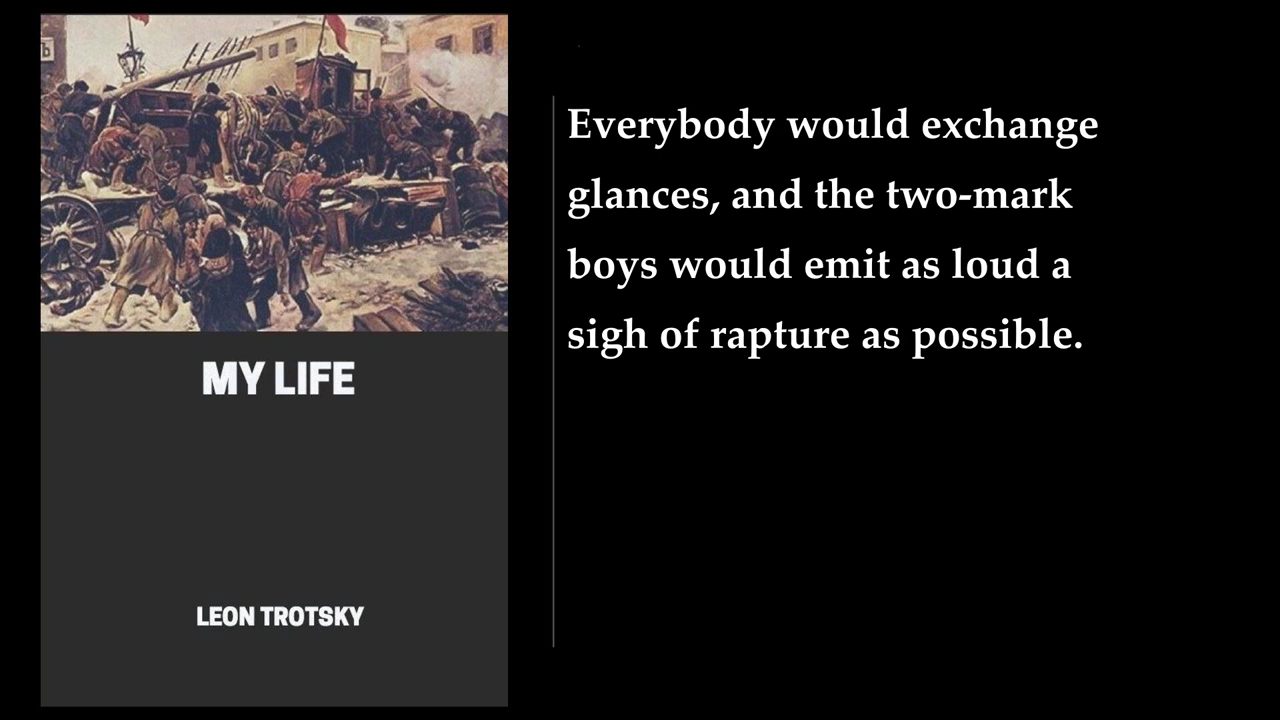 Ъ
MY LIFE
LEON TROTSKY
Everybody would exchange
glances, and the two-mark
boys would emit as loud a
sigh of rapture as possible.